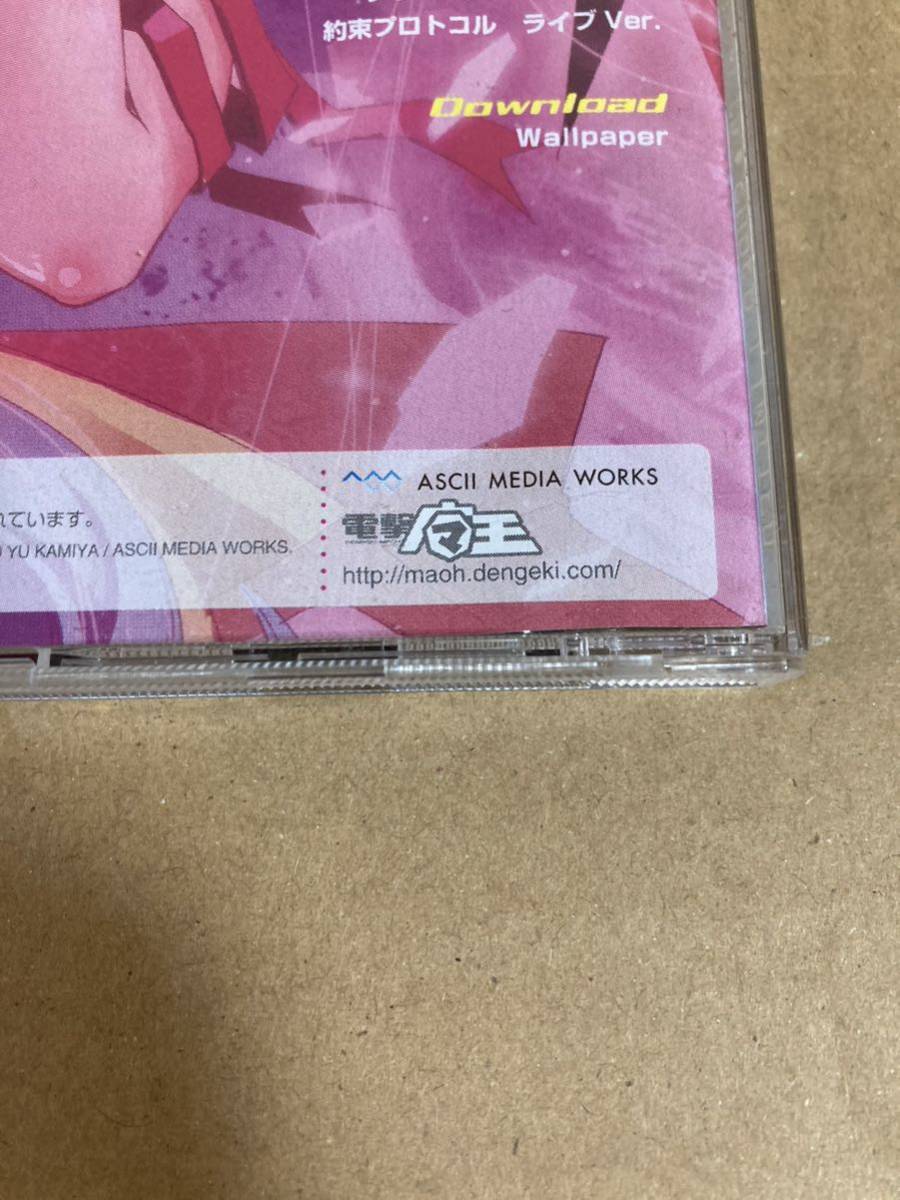 約束プロトコル ライブ Ver.
Download
Wallpaper
れています。
YU KAMIYA / ASCII MEDIA WORKS.
ASCII MEDIA WORKS
電撃マ王
http://maoh.dengeki.com/